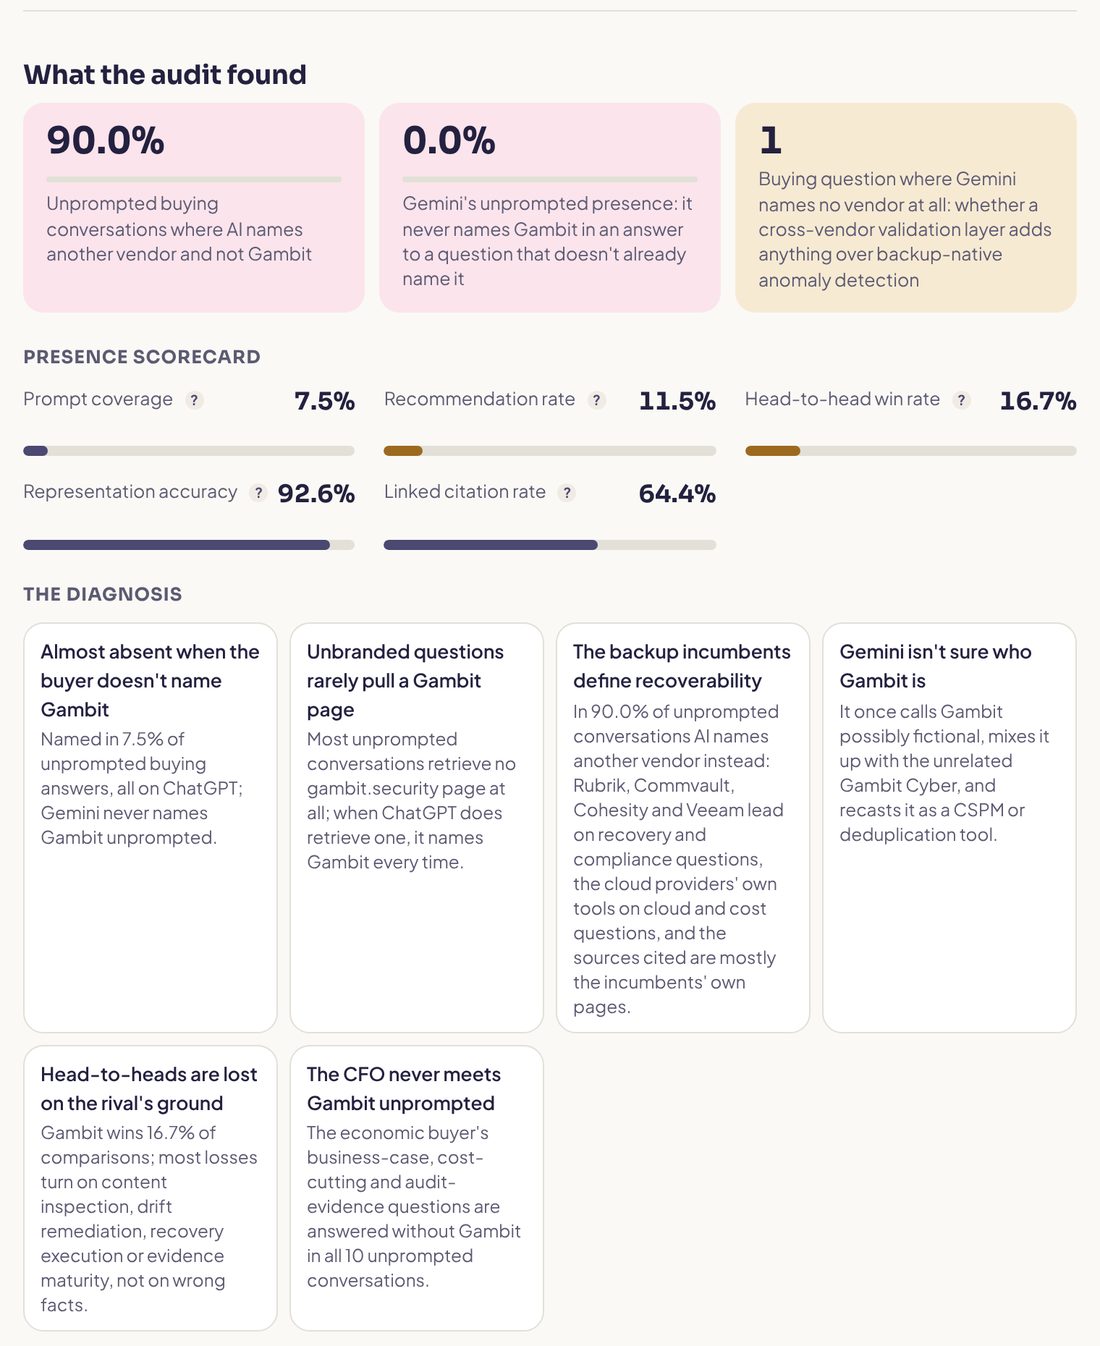 What the audit found
90.0%
Unprompted buying
conversations where AI names
another vendor and not Gambit
0.0%
Gemini's unprompted presence: it
never names Gambit in an answer
to a question that doesn't already
name it
1
Buying question where Gemini
names no vendor at all: whether a
cross-vendor validation layer adds
anything over backup-native
anomaly detection
PRESENCE SCORECARD
Prompt coverage ? 7.5%
Recommendation rate ? 11.5%
Head-to-head win rate ? 16.7%
Representation accuracy ? 92.6%
Linked citation rate ? 64.4%
THE DIAGNOSIS
Almost absent when the
buyer doesn't name
Gambit
Named in 7.5% of
unprompted buying
answers, all on ChatGPT;
Gemini never names
Gambit unprompted.
Unbranded questions
rarely pull a Gambit
page
Most unprompted
conversations retrieve no
gambit.security page at
all; when ChatGPT does
retrieve one, it names
Gambit every time.
The backup incumbents
define recoverability
In 90.0% of unprompted
conversations AI names
another vendor instead:
Rubrik, Commvault,
Cohesity and Veeam lead
on recovery and
compliance questions,
the cloud providers' own
tools on cloud and cost
questions, and the
sources cited are mostly
the incumbents' own
pages.
Gemini isn't sure who
Gambit is
It once calls Gambit
possibly fictional, mixes it
up with the unrelated
Gambit Cyber, and
recasts it as a CSPM or
deduplication tool.
Head-to-heads are lost
on the rival's ground
Gambit wins 16.7% of
comparisons; most losses
turn on content
inspection, drift
remediation, recovery
execution or evidence
maturity, not on wrong
facts.
The CFO never meets
Gambit unprompted
The economic buyer's
business-case, cost-
cutting and audit-
evidence questions are
answered without Gambit
in all 10 unprompted
conversations.